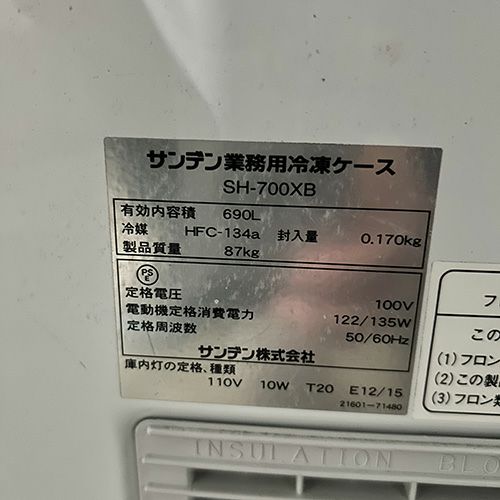 サンデン業務用冷凍ケース
SH-700XB
有効内容積 690L
冷媒 HFC-134a 封入量 0.170kg
製品質量 87kg
PS
E
定格電圧 100V
電動機定格消費電力 122/135W
定格周波数 50/60Hz
サンデン株式会社
庫内灯の定格、種類
110V 10W T20 E12/15
21601-71480
フ
この
(1) フロン
(2) この製
(3) フロン類
INSULATION BLO